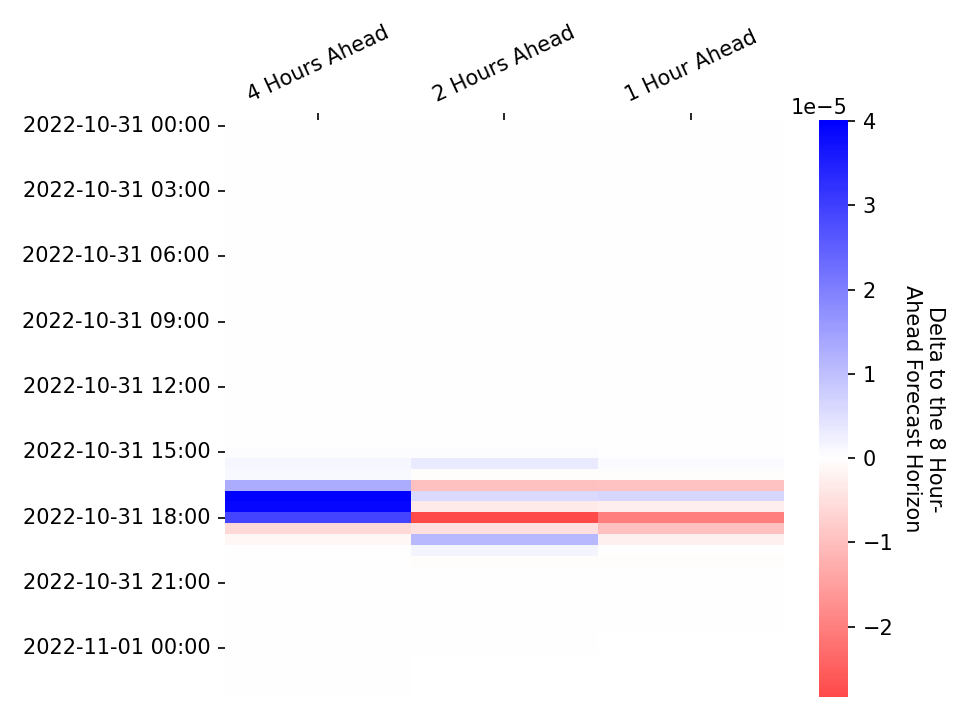 4 Hours Ahead
2 Hours Ahead
1 Hour Ahead
2022-10-31 00:00
2022-10-31 03:00
2022-10-31 06:00
2022-10-31 09:00
2022-10-31 12:00
2022-10-31 15:00
2022-10-31 18:00
2022-10-31 21:00
2022-11-01 00:00
1e−5
4
3
2
1
0
−1
−2
Delta to the 8 Hour-
Ahead Forecast Horizon